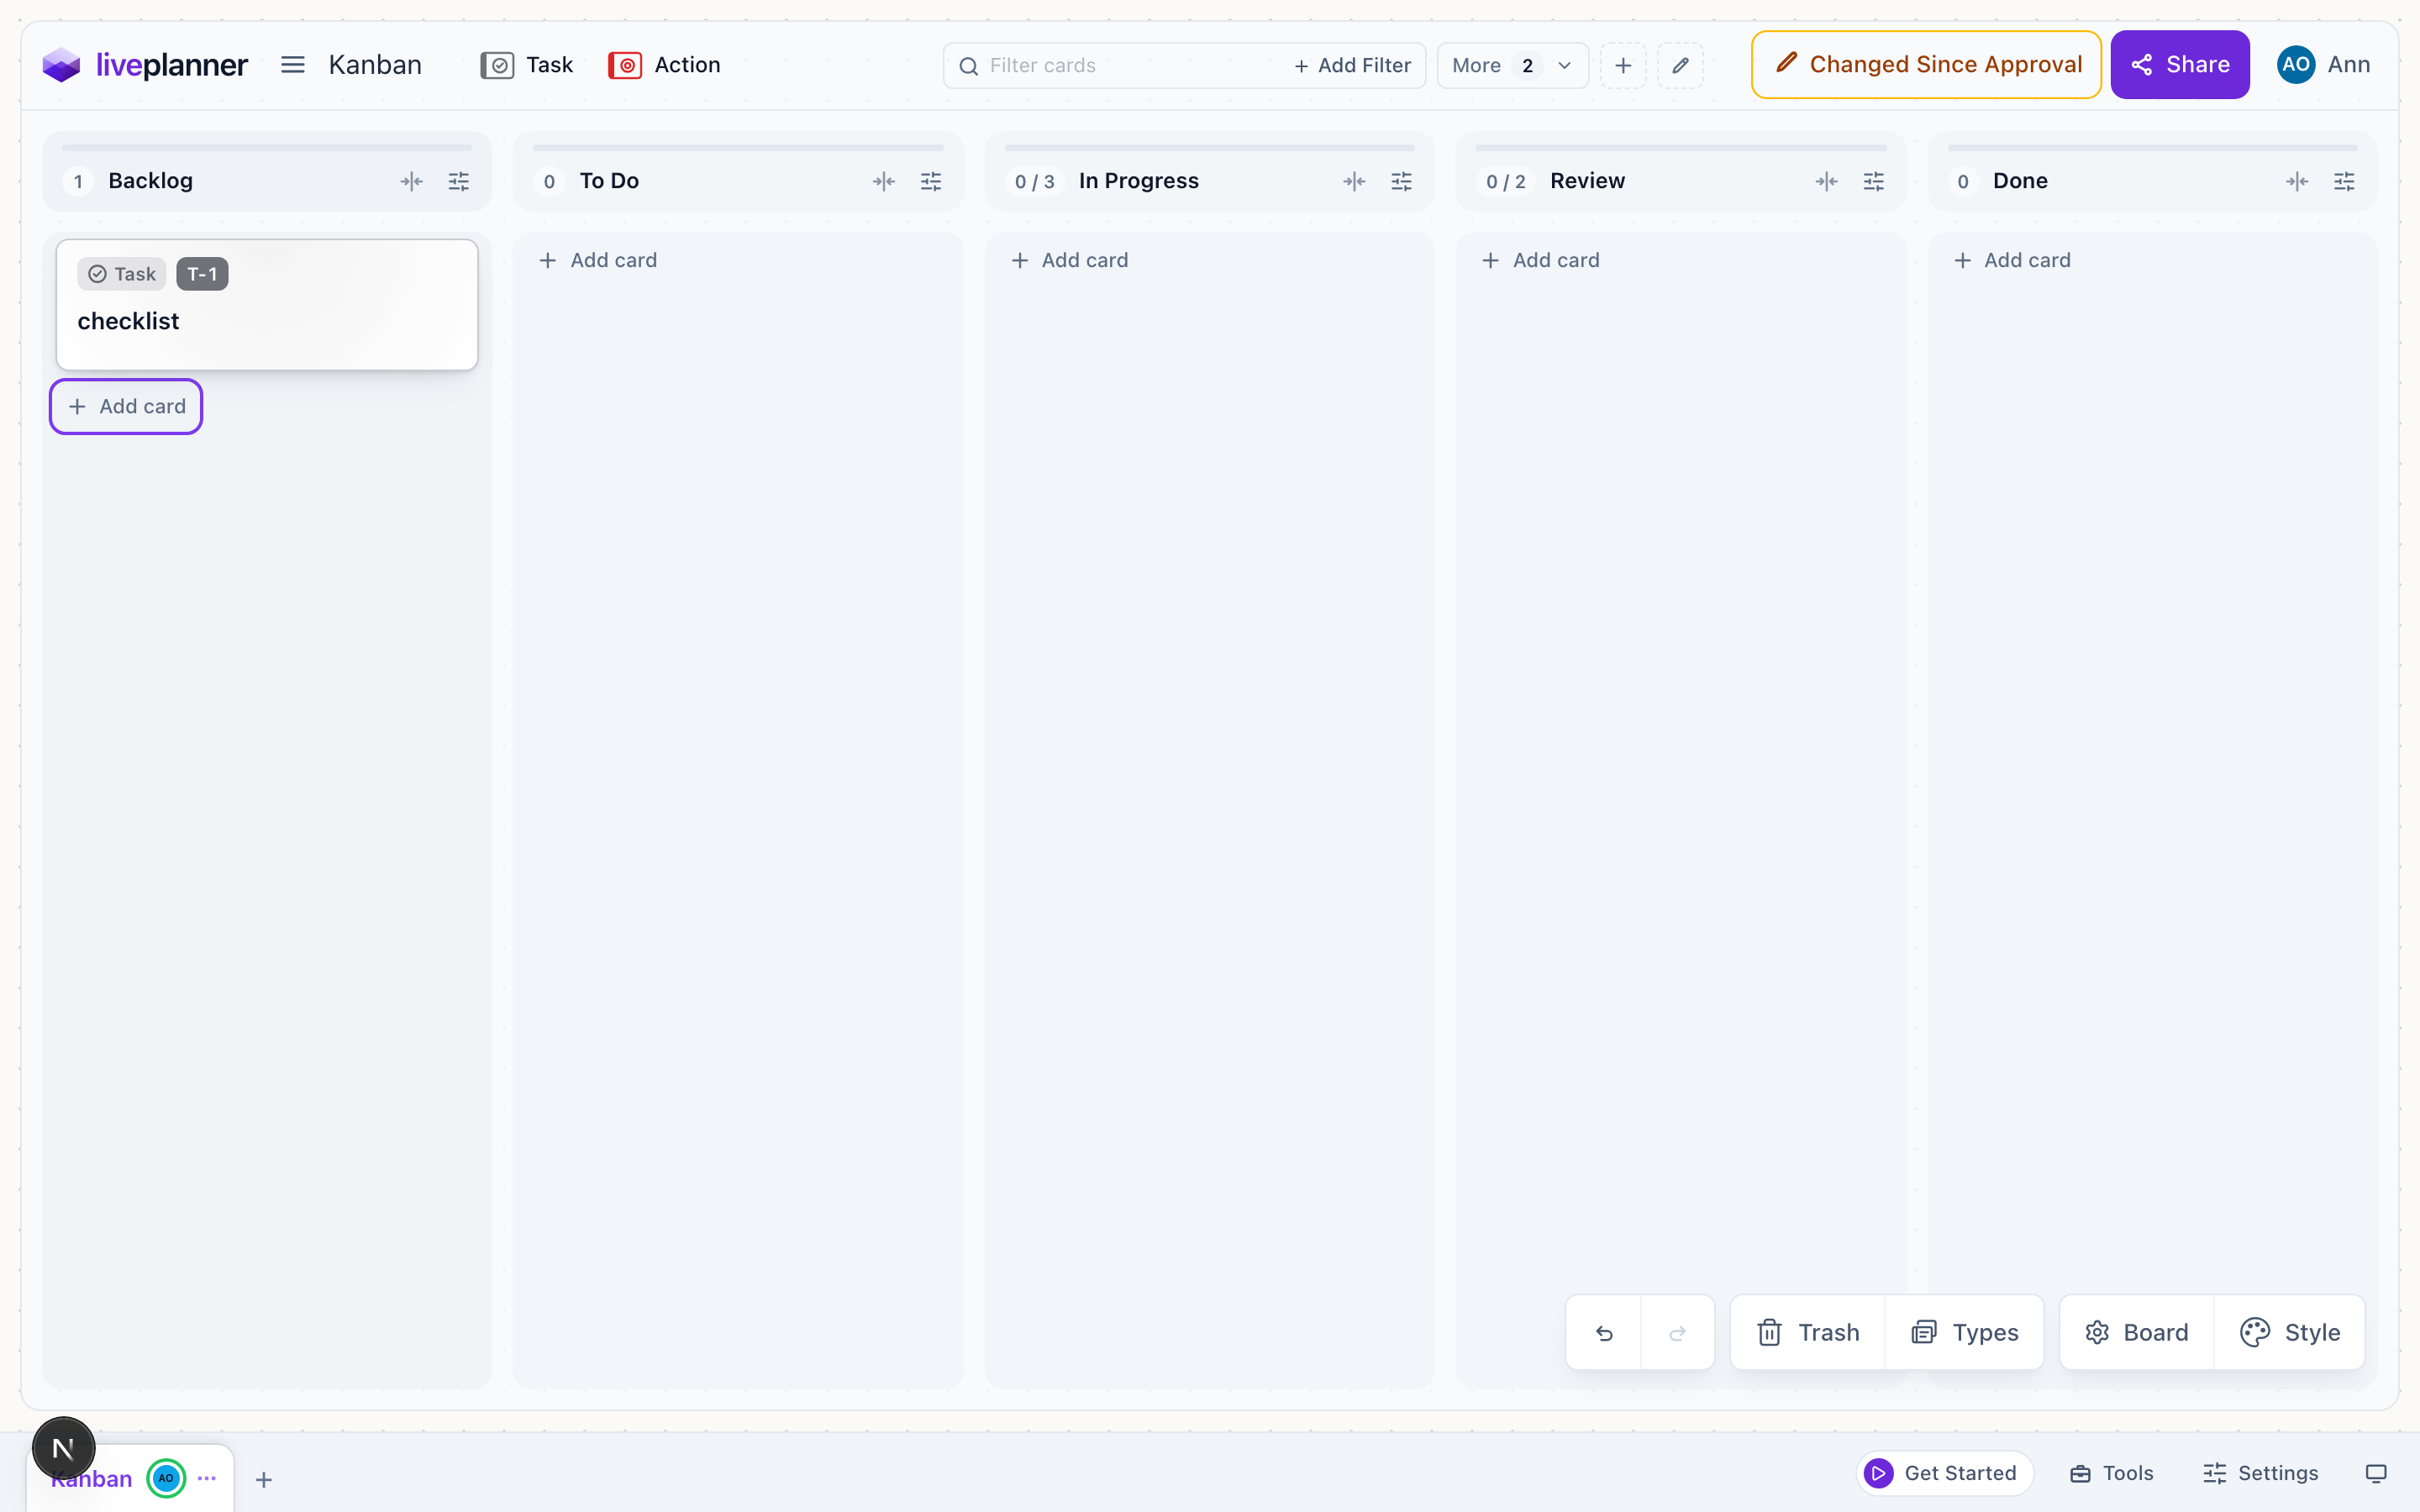 liveplanner
Kanban
Task
Action
Filter cards
Add Filter
More 2
Changed Since Approval
Share
AO Ann
1 Backlog
0 To Do
0 / 3 In Progress
0 / 2 Review
0 Done
Task T-1
checklist
Add card
Add card
Add card
Add card
Add card
Trash
Types
Board
Style
N
Kanban AO
Get Started
Tools
Settings